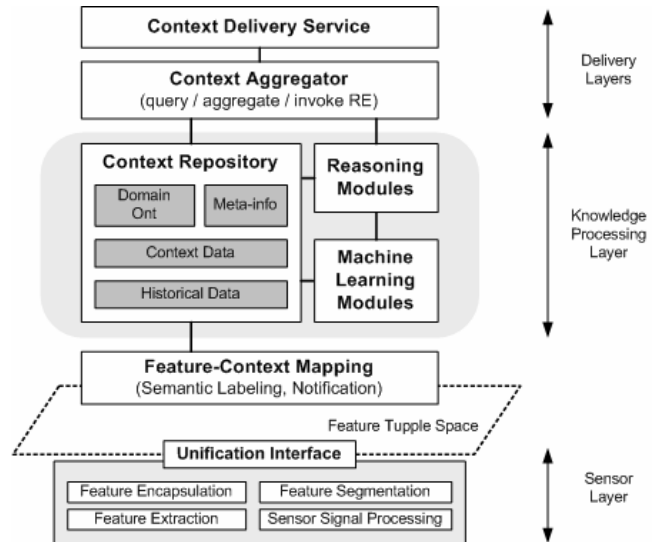 Context Delivery Service
Context Aggregator
(query / aggregate / invoke RE)
Delivery
Layers
Context Repository
Domain
Ont
Meta-info
Context Data
Historical Data
Reasoning
Modules
Machine
Learning
Modules
Knowledge
Processing
Layer
Feature-Context Mapping
(Semantic Labeling, Notification)
Feature Tupple Space
Unification Interface
Feature Encapsulation
Feature Segmentation
Feature Extraction
Sensor Signal Processing
Sensor
Layer